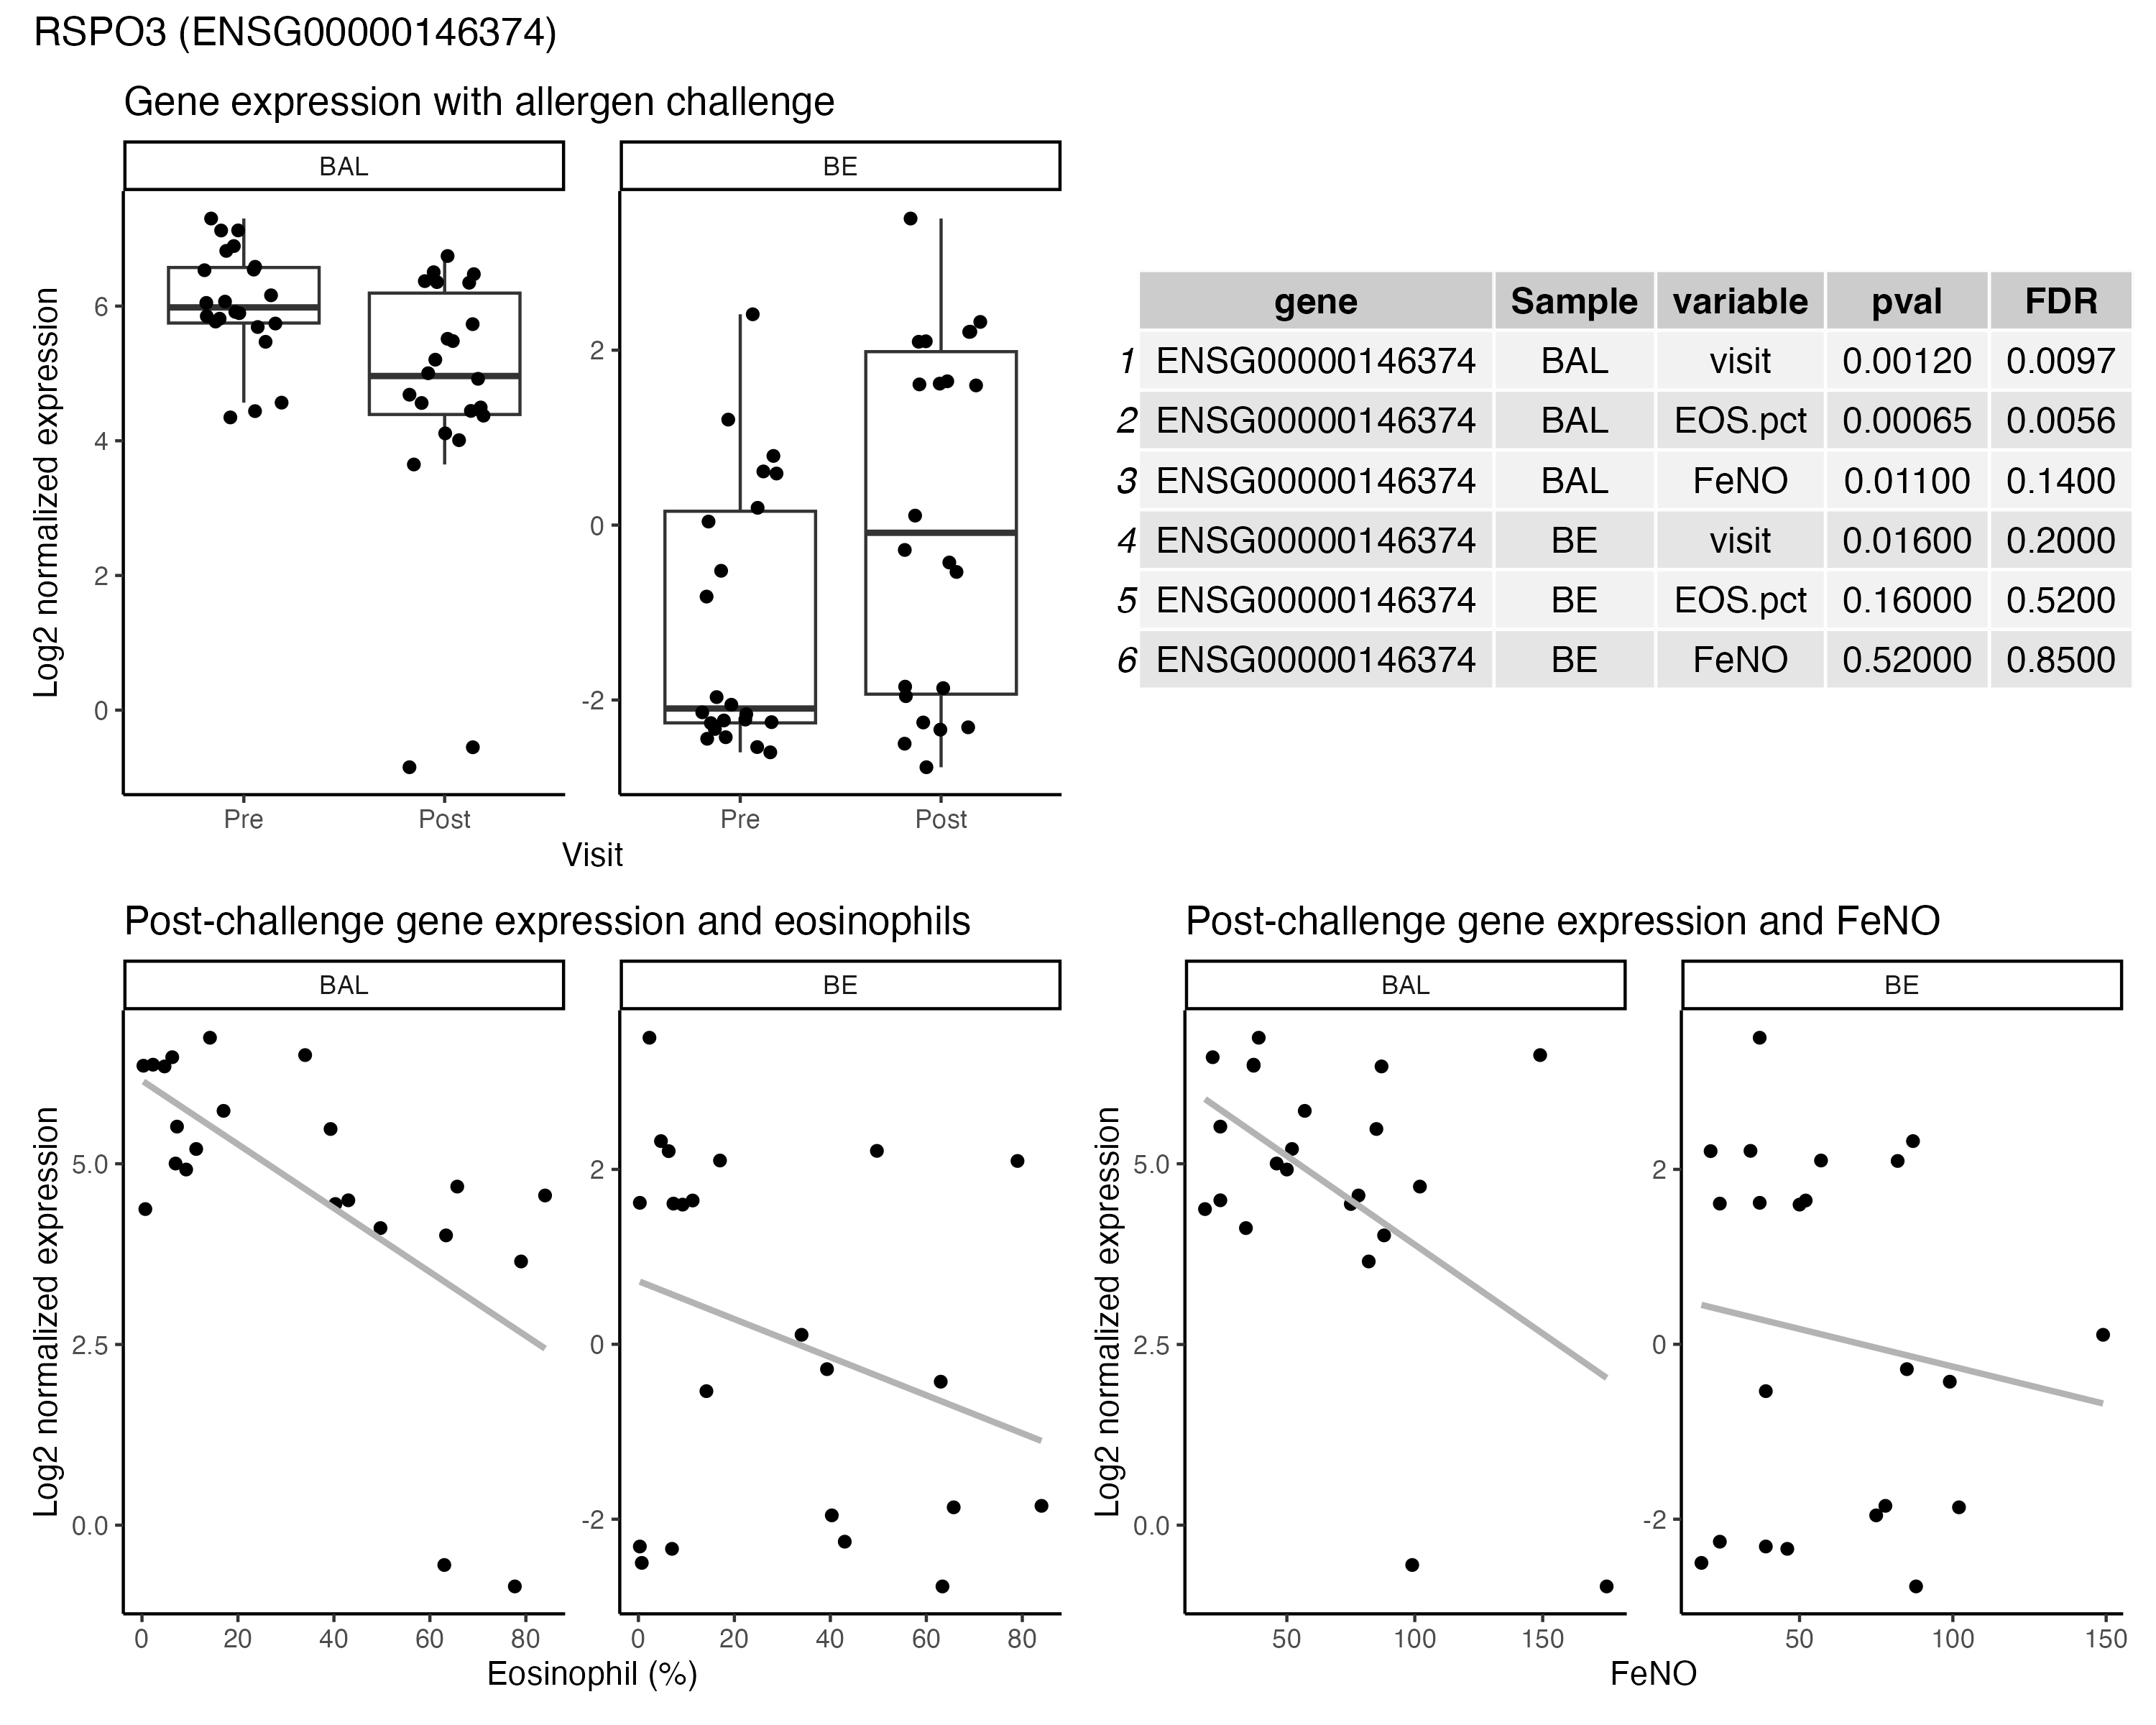 RSPO3 (ENSG00000146374)
Gene expression with allergen challenge
BAL
BE
Log2 normalized expression
6
4
2
0
2
0
-2
Pre
Post
Pre
Post
Visit
gene Sample variable pval FDR
1 ENSG00000146374 BAL visit 0.00120 0.0097
2 ENSG00000146374 BAL EOS.pct 0.00065 0.0056
3 ENSG00000146374 BAL FeNO 0.01100 0.1400
4 ENSG00000146374 BE visit 0.01600 0.2000
5 ENSG00000146374 BE EOS.pct 0.16000 0.5200
6 ENSG00000146374 BE FeNO 0.52000 0.8500
Post-challenge gene expression and eosinophils
BAL
BE
Log2 normalized expression
5.0
2.5
0.0
2
0
-2
0 20 40 60 80
0 20 40 60 80
Eosinophil (%)
Post-challenge gene expression and FeNO
BAL
BE
Log2 normalized expression
5.0
2.5
0.0
2
0
-2
50 100 150
50 100 150
FeNO